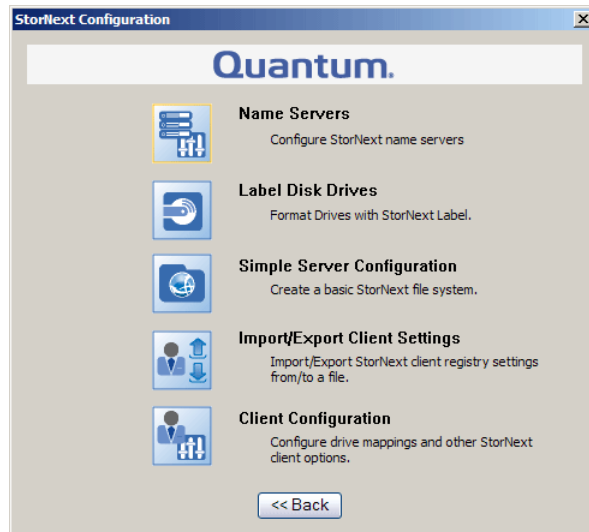 StorNext Configuration
Quantum.
Name Servers
Configure StorNext name servers
Label Disk Drives
Format Drives with StorNext Label.
Simple Server Configuration
Create a basic StorNext file system.
Import/Export Client Settings
Import/Export StorNext client registry settings
from/to a file.
Client Configuration
Configure drive mappings and other StorNext
client options.
<< Back